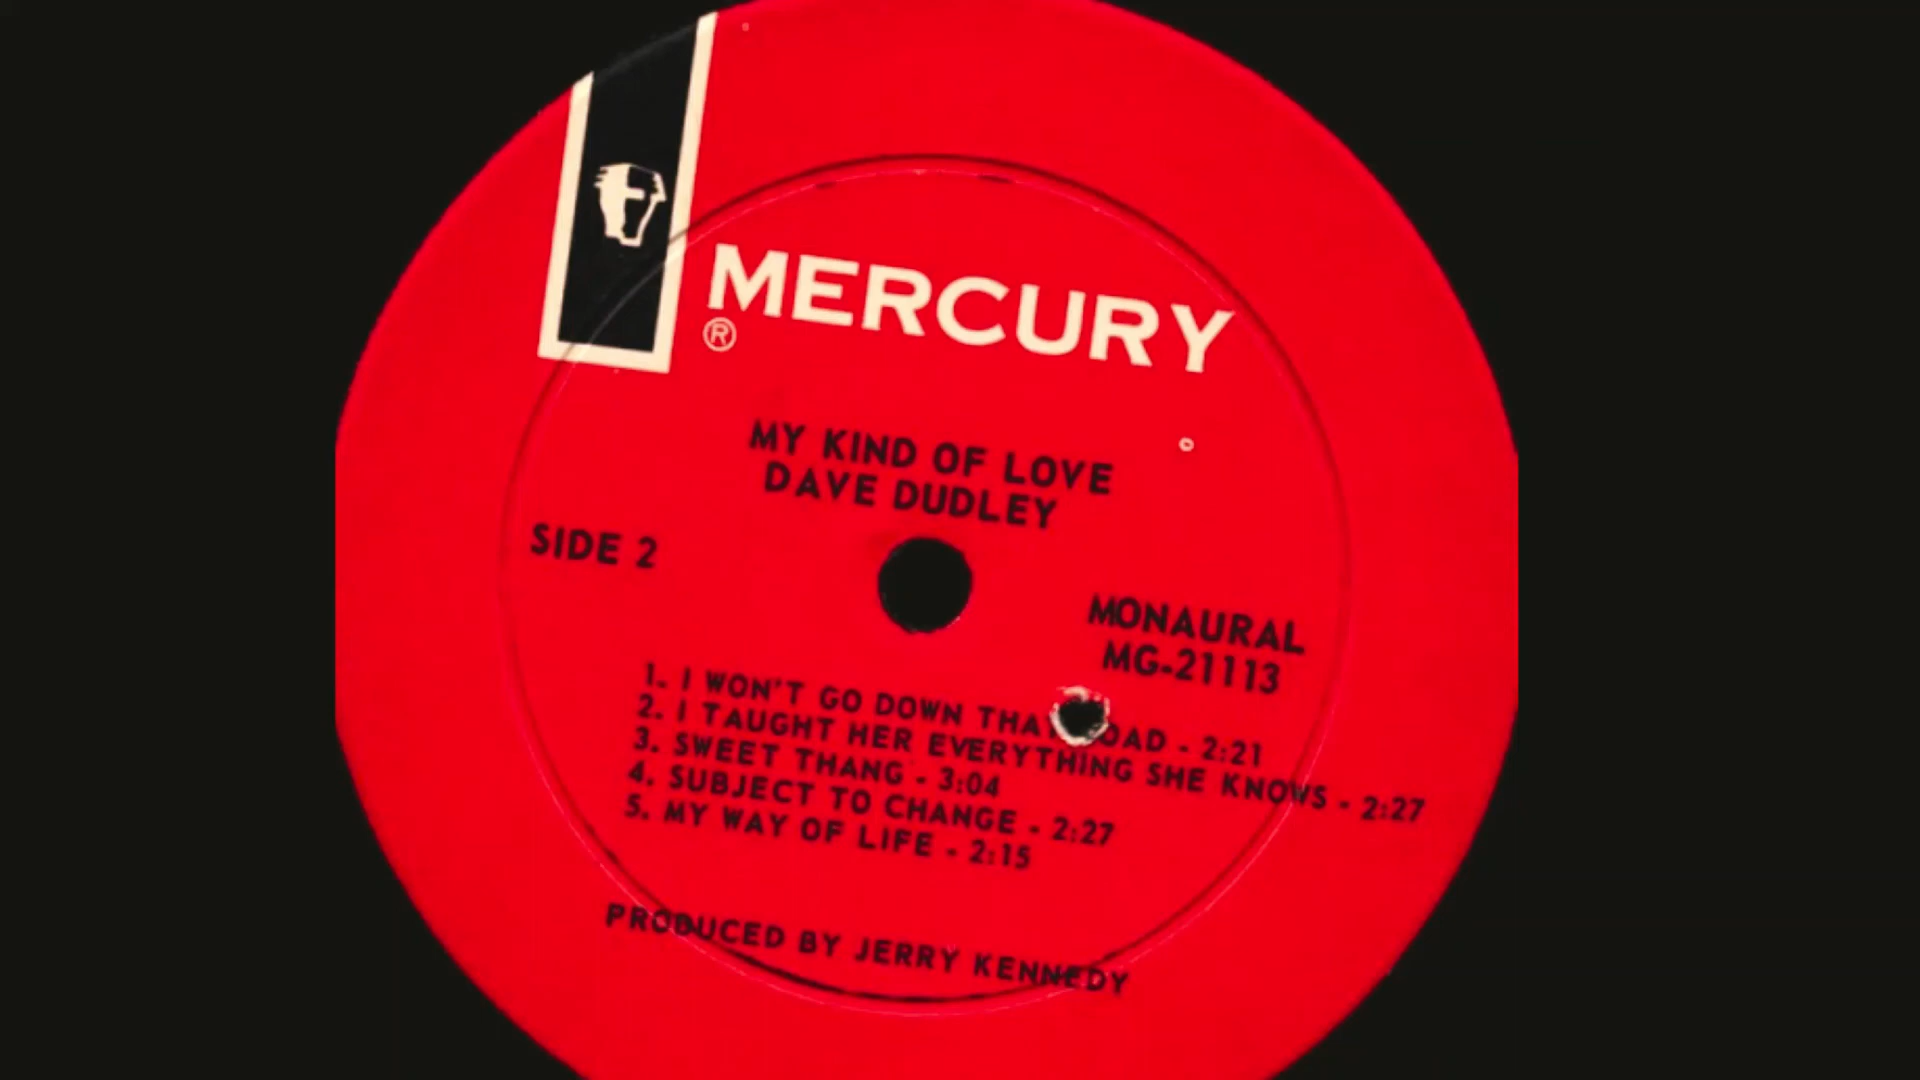 MERCURY
®
MY KIND OF LOVE
DAVE DUDLEY
SIDE 2
MONAURAL
MG-21113
1. I WON'T GO DOWN THAT OAD - 2:21
2. I TAUGHT HER EVERYTHING SHE KNOWS - 2:27
3. SWEET THANG - 3:04
4. SUBJECT TO CHANGE - 2:27
5. MY WAY OF LIFE - 2:15
PRODUCED BY JERRY KENNEDY